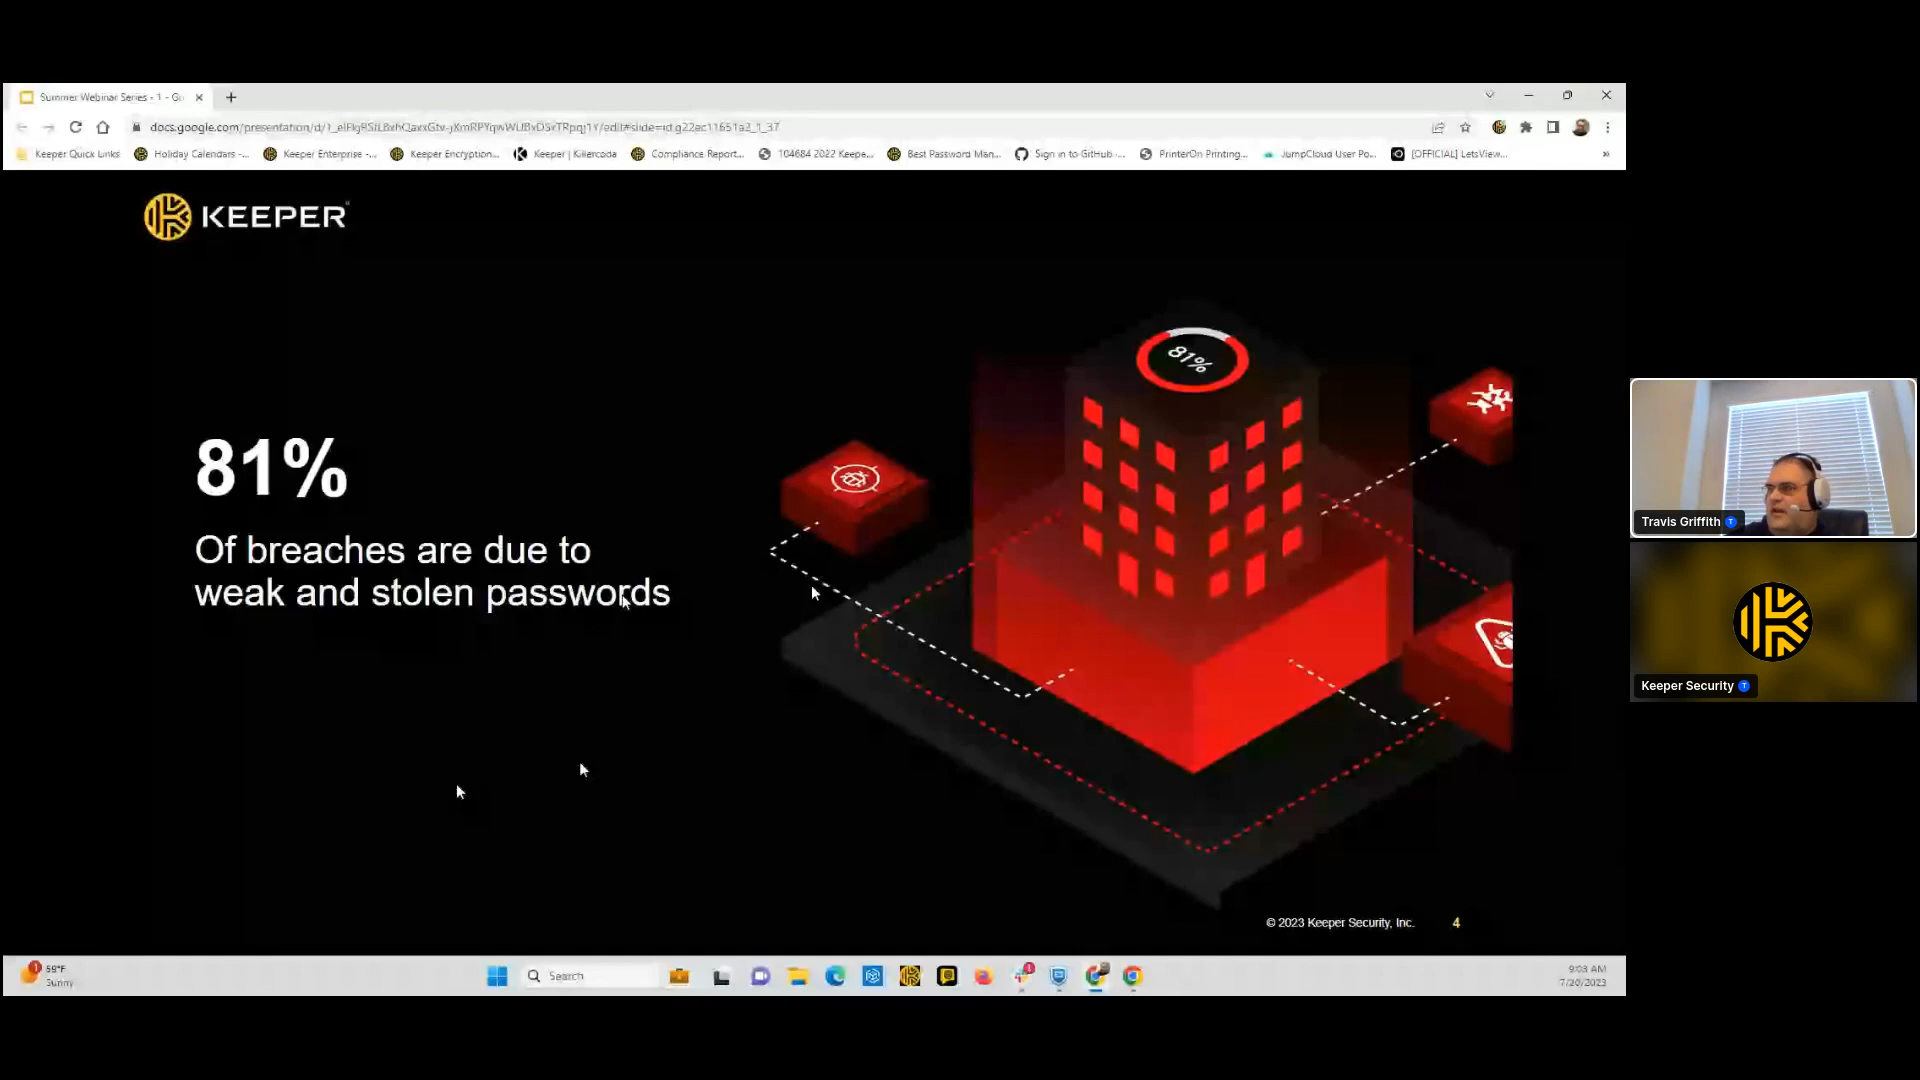 Summer Webinar Series - 1 - Go
Keeper Quick Links
Holiday Calendars -...
Keeper Enterprise -...
Keeper Encryption...
Keeper | Killercoda
Compliance Report...
104684 2022 Keepe...
Best Password Man...
Sign in to GitHub ·...
PrinterOn Printing...
JumpCloud User Po...
[OFFICIAL] LetsView...
KEEPER
81%
81%
Of breaches are due to
weak and stolen passwords
Travis Griffith
Keeper Security
© 2023 Keeper Security, Inc. 4
1
59°F
Sunny
Search
1
9:03 AM
7/20/2023